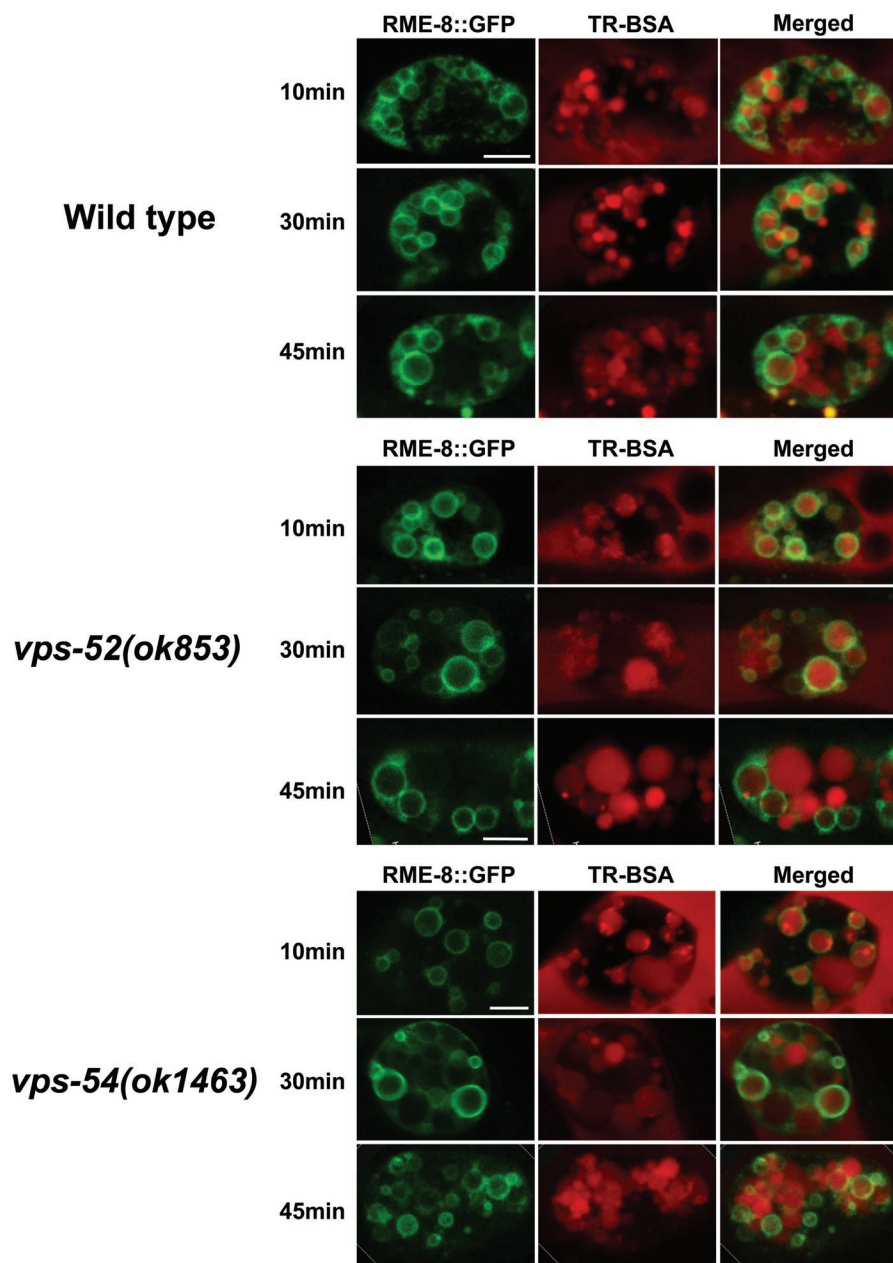 RME-8::GFP TR-BSA Merged
10min
Wild type 30min
45min
RME-8::GFP TR-BSA Merged
10min
vps-52(ok853) 30min
45min
RME-8::GFP TR-BSA Merged
10min
vps-54(ok1463) 30min
45min